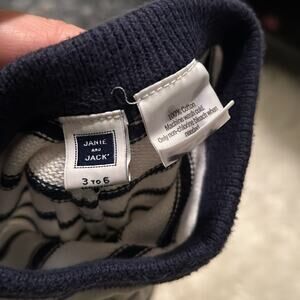 JANIE
AND
JACK
3 TO 6
100% Cotton
Machine wash cold.
Only non-chlorine bleach when
needed